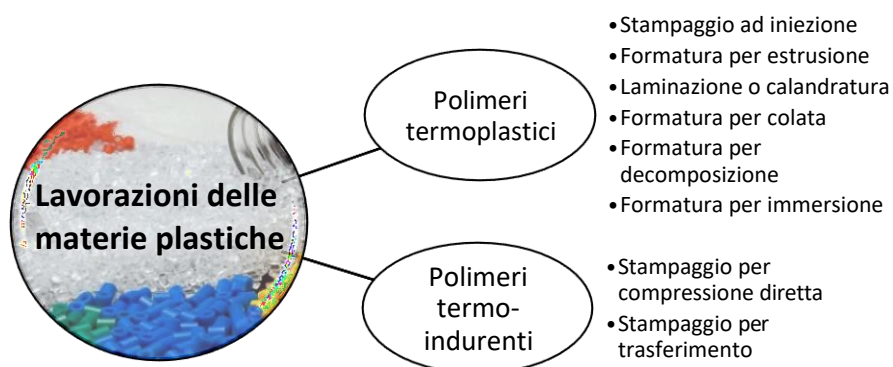 Lavorazioni delle
materie plastiche
Polimeri
termoplastici
•Stampaggio ad iniezione
•Formatura per estrusione
•Laminazione o calandratura
•Formatura per colata
•Formatura per
decomposizione
•Formatura per immersione
Polimeri
termo-
indurenti
•Stampaggio per
compressione diretta
•Stampaggio per
trasferimento